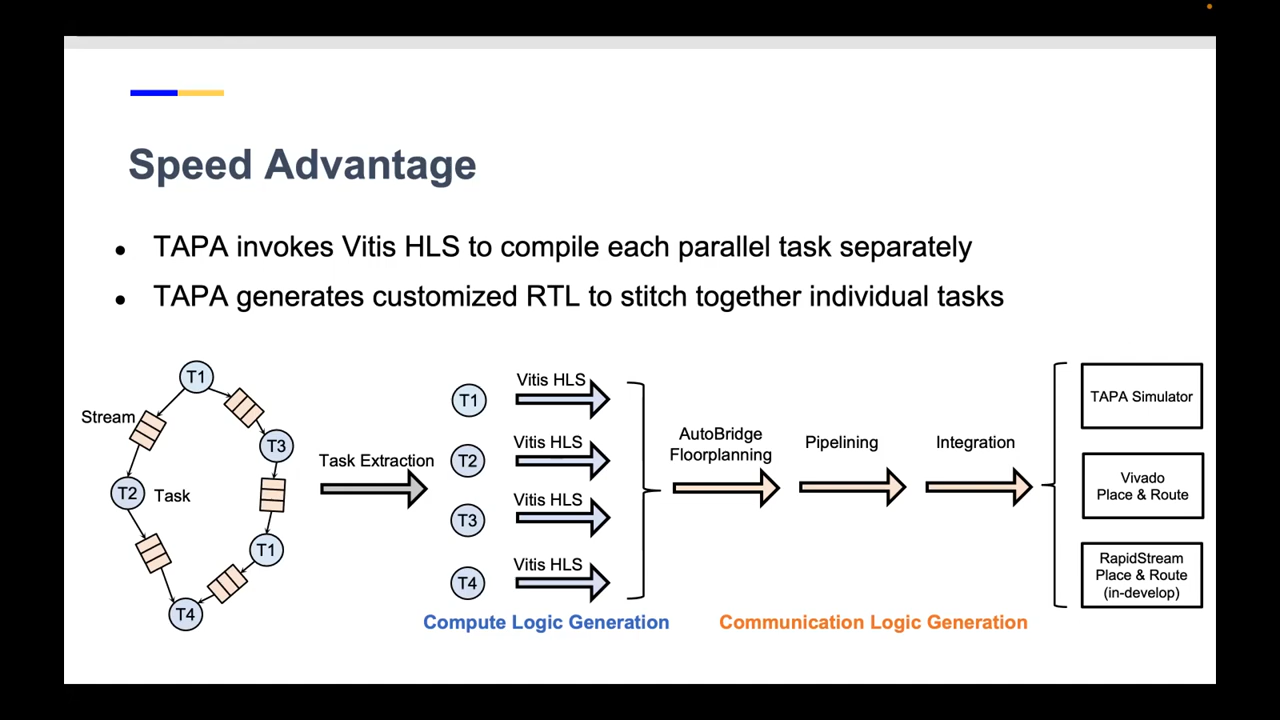 Speed Advantage
TAPA invokes Vitis HLS to compile each parallel task separately
TAPA generates customized RTL to stitch together individual tasks
T1
Stream
T3
T2
Task
T1
T4
Task Extraction
T1
Vitis HLS
T2
Vitis HLS
T3
Vitis HLS
T4
Vitis HLS
Compute Logic Generation
AutoBridge
Floorplanning
Pipelining
Integration
Communication Logic Generation
TAPA Simulator
Vivado
Place & Route
RapidStream
Place & Route
(in-develop)